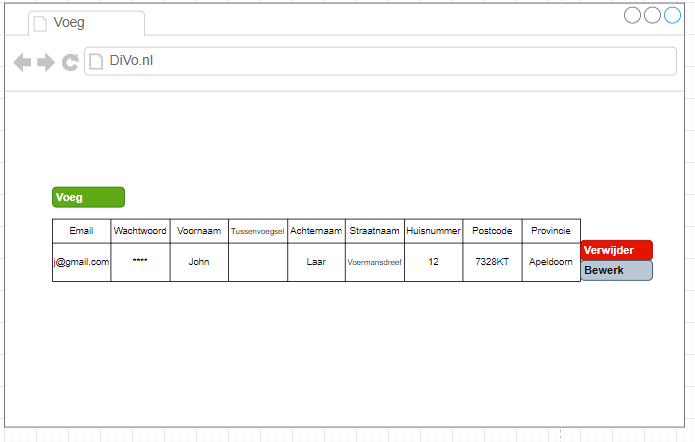 Voeg
DiVo.nl
Voeg
Email Wachtwoord Voornaam Tussenvoegsel Achternaam Straatnaam Huisnummer Postcode Provincie
j@gmail.com **** John Laar Voermansdreef 12 7328KT Apeldoorn
Verwijder
Bewerk